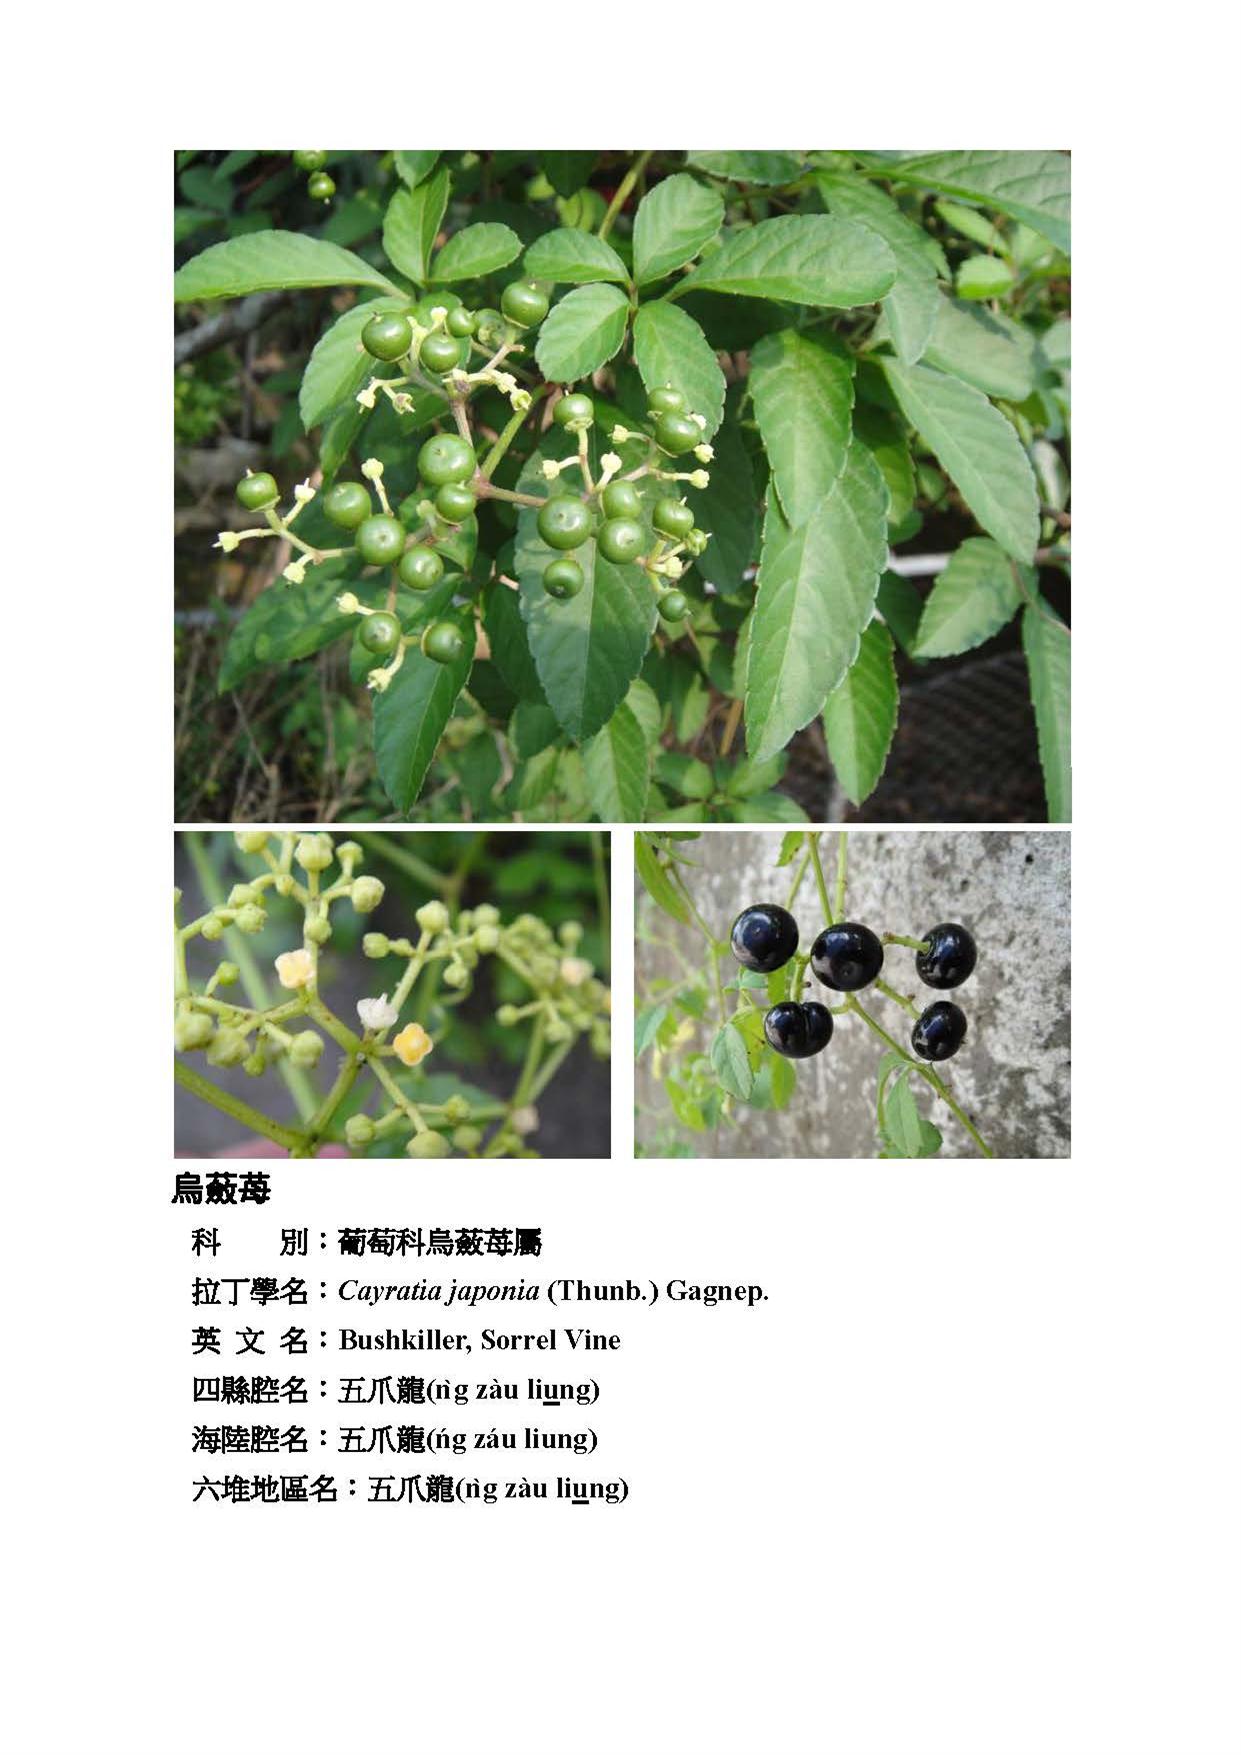 烏蘞苺
科　　別：葡萄科烏蘞苺屬
拉丁學名：Cayratia japonia (Thunb.) Gagnep.
英 文 名：Bushkiller, Sorrel Vine
四縣腔名：五爪龍(ǹg zàu liung)
海陸腔名：五爪龍(ńg záu liung)
六堆地區名：五爪龍(ǹg zàu liung)